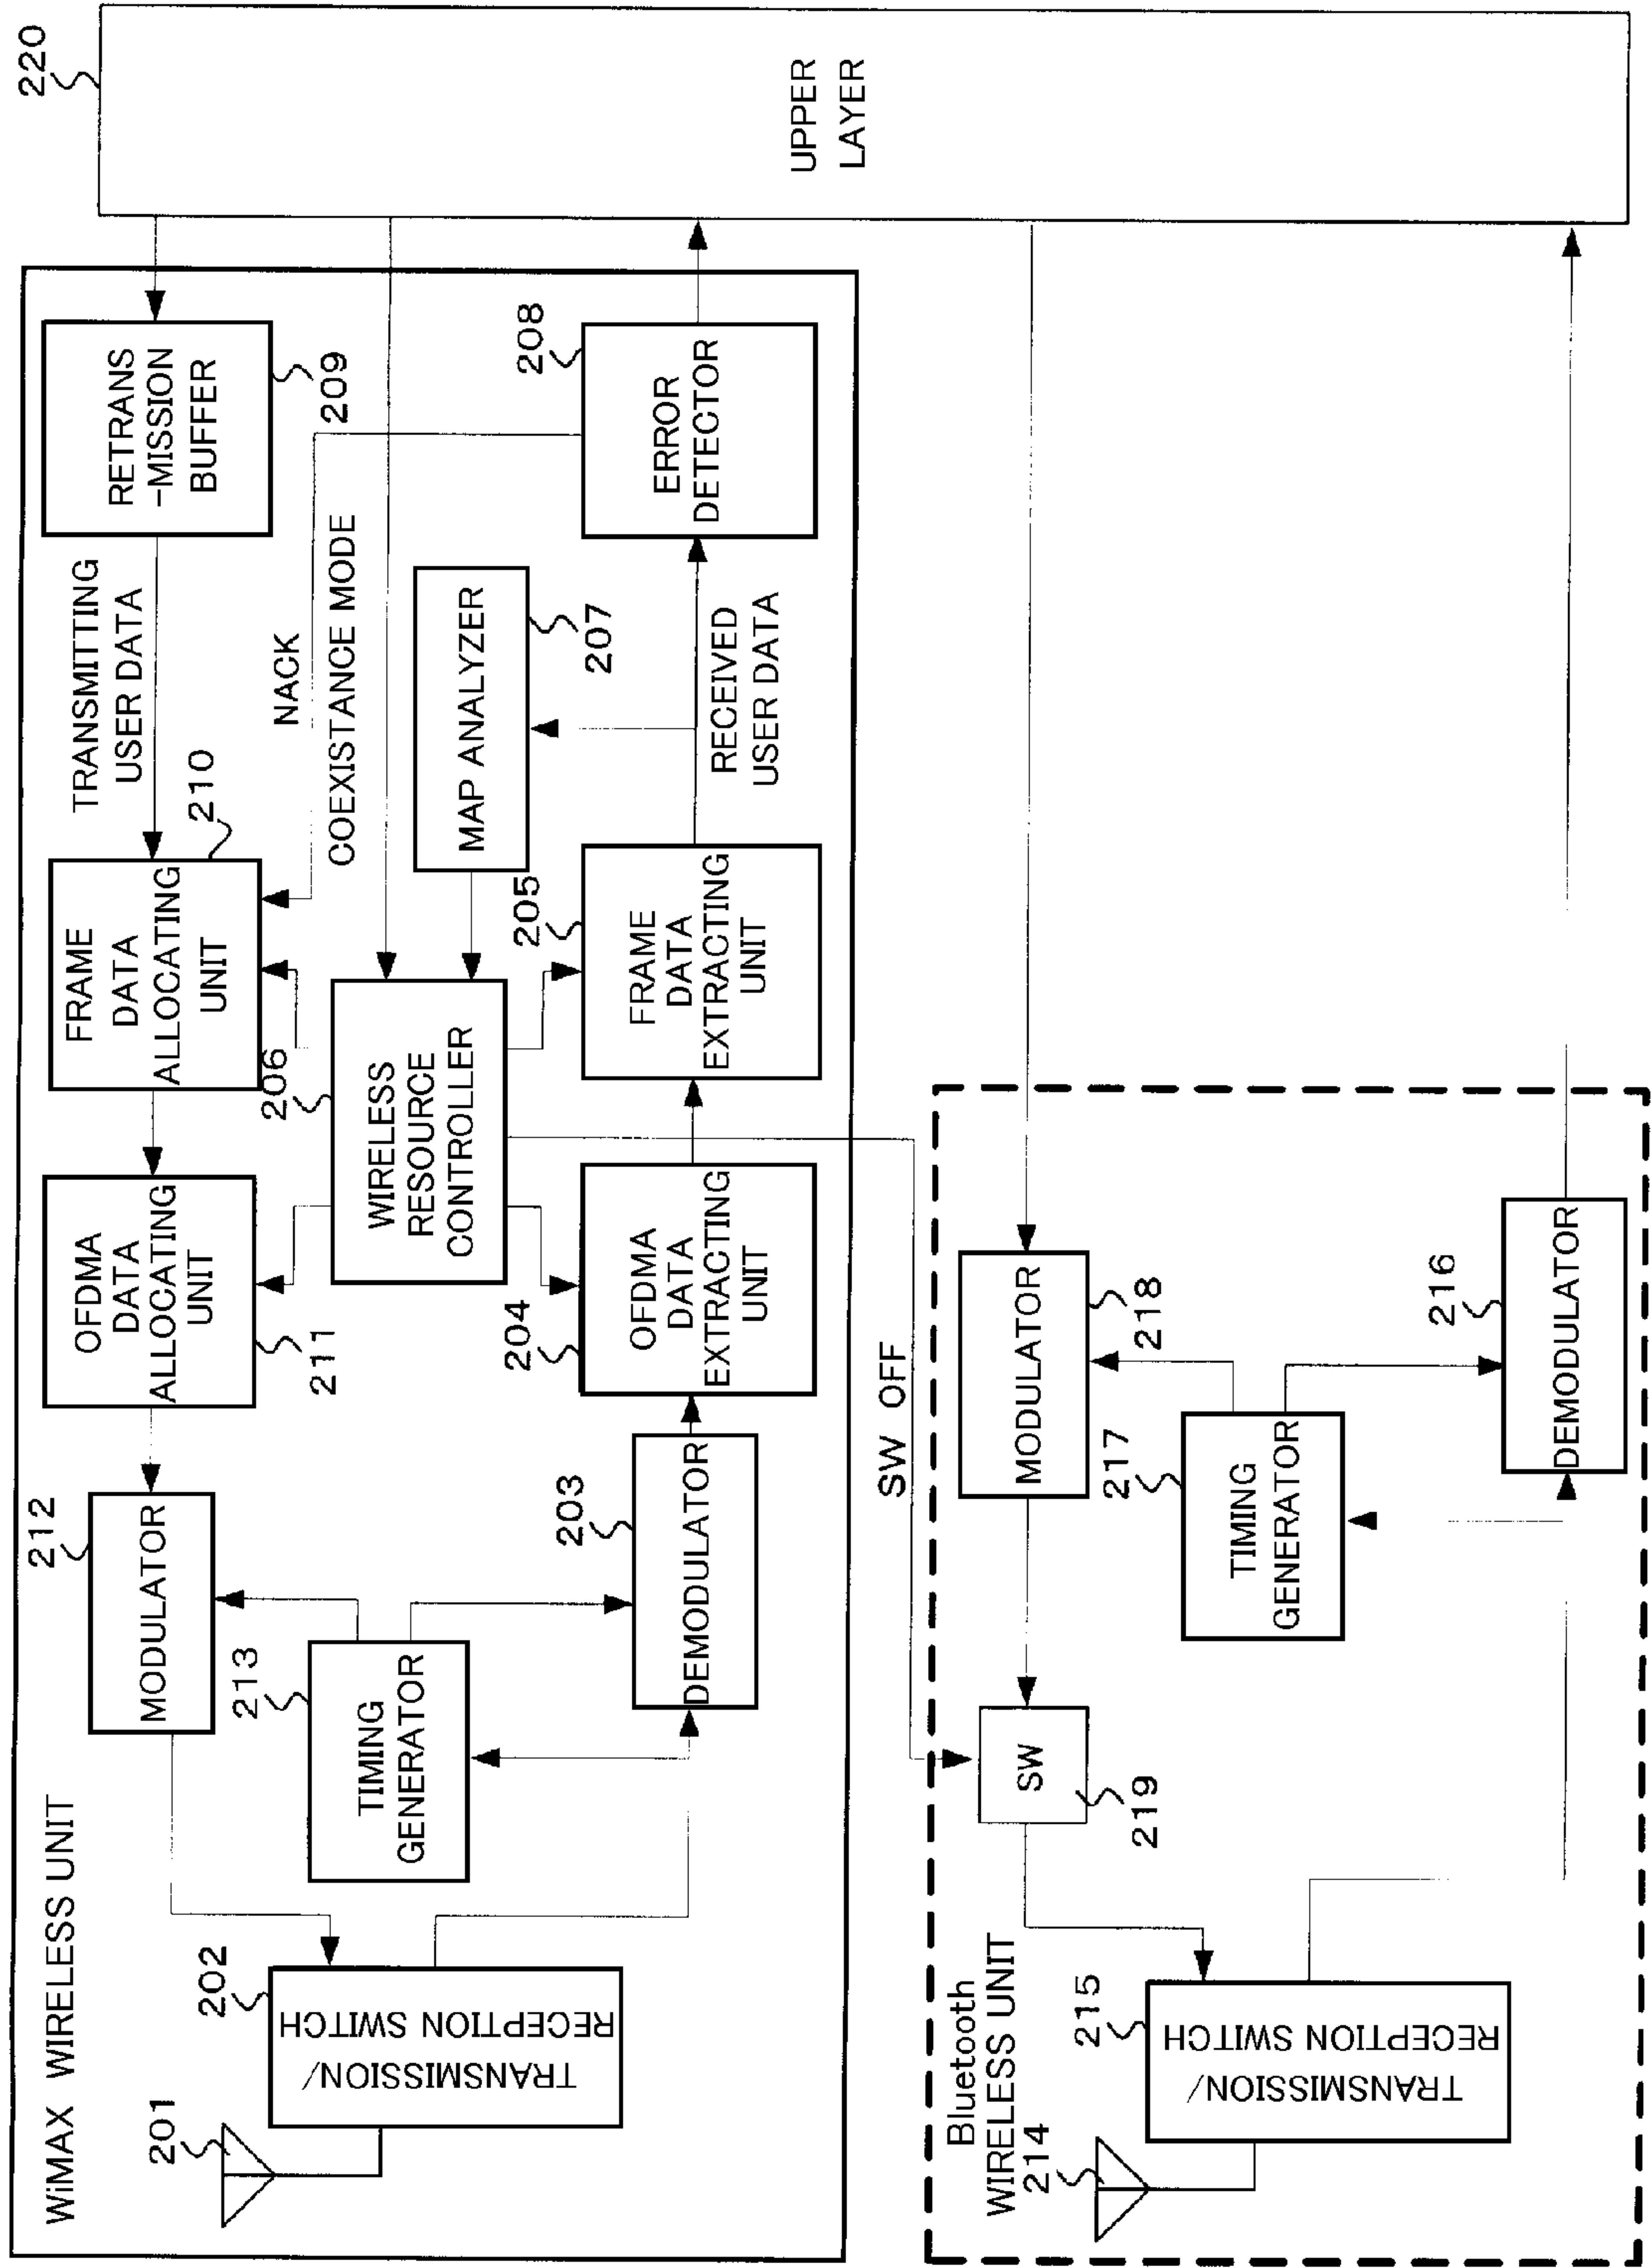 WiMAX WIRELESS UNIT
201
TRANSMISSION/
RECEPTION SWITCH
202
MODULATOR
212
TIMING
GENERATOR
213
DEMODULATOR
203
OFDMA
DATA
ALLOCATING
UNIT
211
OFDMA
DATA
EXTRACTING
UNIT
204
WIRELESS
RESOURCE
CONTROLLER
206
FRAME
DATA
ALLOCATING
UNIT
210
FRAME
DATA
EXTRACTING
UNIT
205
MAP ANALYZER
207
TRANSMITTING
USER DATA
NACK
COEXISTANCE MODE
RECEIVED
USER DATA
RETRANS
-MISSION
BUFFER
209
ERROR
DETECTOR
208
UPPER
LAYER
220
SW OFF
Bluetooth
WIRELESS UNIT
214
TRANSMISSION/
RECEPTION SWITCH
215
SW
219
MODULATOR
218
TIMING
GENERATOR
217
DEMODULATOR
216